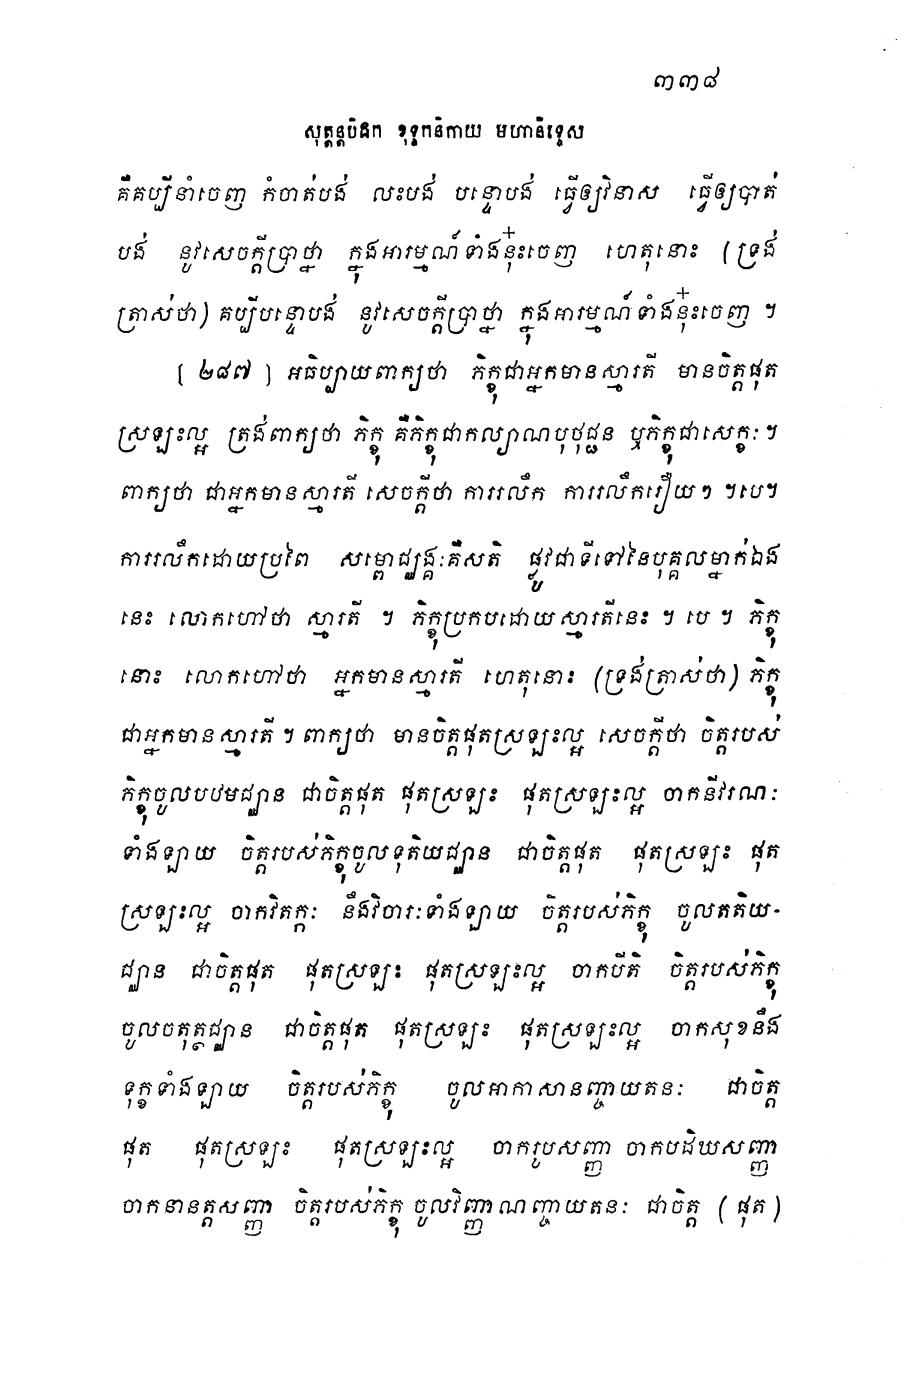 ៣៣៨
សុត្តន្តបិដក ខុទ្ទកនិកាយ មហានិទ្ទេស
គឺគប្បីនាំចេញ កំចាត់បង់ លះបង់ បន្ទោបង់ ធ្វើឲ្យវិនាស ធ្វើឲ្យបាត់
បង់ នូវសេចក្តីប្រាថ្នា ក្នុងអារម្មណ៍ទាំងនុ៎ះចេញ ហេតុនោះ (ទ្រង់
ត្រាស់ថា) គប្បីបន្ទោបង់ នូវសេចក្តីប្រាថ្នា ក្នុងអារម្មណ៍ទាំងនុ៎ះចេញ ។
[ ២៨៧ ] អធិប្បាយពាក្យថា ភិក្ខុជាអ្នកមានស្មារតី មានចិត្តផុត
ស្រឡះល្អ ត្រង់ពាក្យថា ភិក្ខុ គឺភិក្ខុជាកល្យាណបុថុជ្ជន ឬភិក្ខុជាសេក្ខៈ ។
ពាក្យថា ជាអ្នកមានស្មារតី សេចក្តីថា ការរលឹក ការរលឹករឿយៗ ។បេ។
ការរលឹកដោយប្រពៃ សម្ពោជ្ឈង្គៈគឺសតិ ផ្លូវជាទីទៅនៃបុគ្គលម្នាក់ឯង
នេះ លោកហៅថា ស្មារតី ។ ភិក្ខុប្រកបដោយស្មារតីនេះ ។ បេ ។ ភិក្ខុ
នោះ លោកហៅថា អ្នកមានស្មារតី ហេតុនោះ (ទ្រង់ត្រាស់ថា) ភិក្ខុ
ជាអ្នកមានស្មារតី ។ ពាក្យថា មានចិត្តផុតស្រឡះល្អ សេចក្តីថា ចិត្តរបស់
ភិក្ខុចូលបឋមជ្ឈាន ជាចិត្តផុត ផុតស្រឡះ ផុតស្រឡះល្អ ចាកនីវរណៈ
ទាំងឡាយ ចិត្តរបស់ភិក្ខុចូលទុតិយជ្ឈាន ជាចិត្តផុត ផុតស្រឡះ ផុត
ស្រឡះល្អ ចាកវិតក្កៈ នឹងវិចារៈទាំងឡាយ ចិត្តរបស់ភិក្ខុ ចូលតតិយ-
ជ្ឈាន ជាចិត្តផុត ផុតស្រឡះ ផុតស្រឡះល្អ ចាកបីតិ ចិត្តរបស់ភិក្ខុ
ចូលចតុត្ថជ្ឈាន ជាចិត្តផុត ផុតស្រឡះ ផុតស្រឡះល្អ ចាកសុខនឹង
ទុក្ខទាំងឡាយ ចិត្តរបស់ភិក្ខុ ចូលអាកាសានញ្ចាយតនៈ ជាចិត្ត
ផុត ផុតស្រឡះ ផុតស្រឡះល្អ ចាករូបសញ្ញា ចាកបដិឃសញ្ញា
ចាកនានត្តសញ្ញា ចិត្តរបស់ភិក្ខុ ចូលវិញ្ញាណញ្ចាយតនៈ ជាចិត្ត (ផុត)